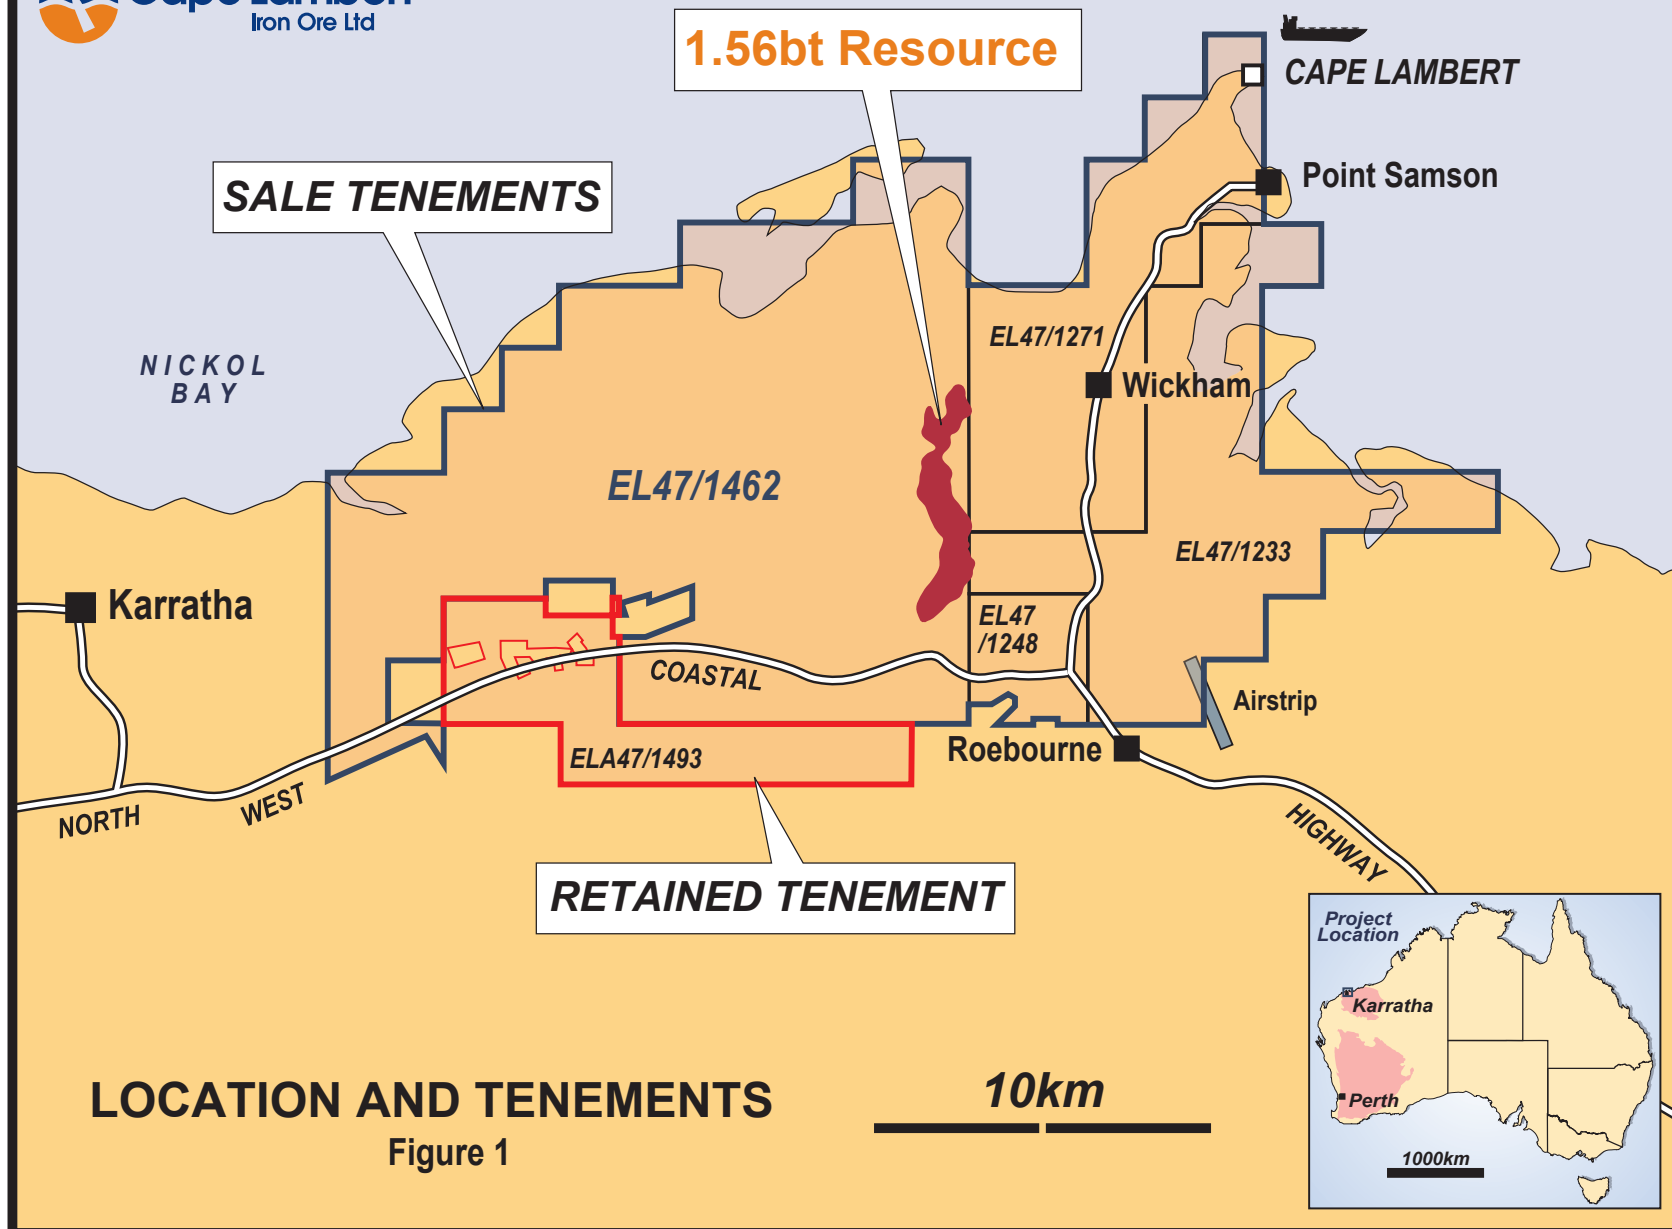 Cape Lambert
Iron Ore Ltd
1.56bt Resource
CAPE LAMBERT
Point Samson
SALE TENEMENTS
NICKOL
BAY
EL47/1271
Wickham
EL47/1462
EL47/1233
Karratha
EL47
/1248
COASTAL
Airstrip
Roebourne
ELA47/1493
NORTH
WEST
HIGHWAY
RETAINED TENEMENT
Project
Location
Karratha
Perth
1000km
LOCATION AND TENEMENTS
Figure 1
10km